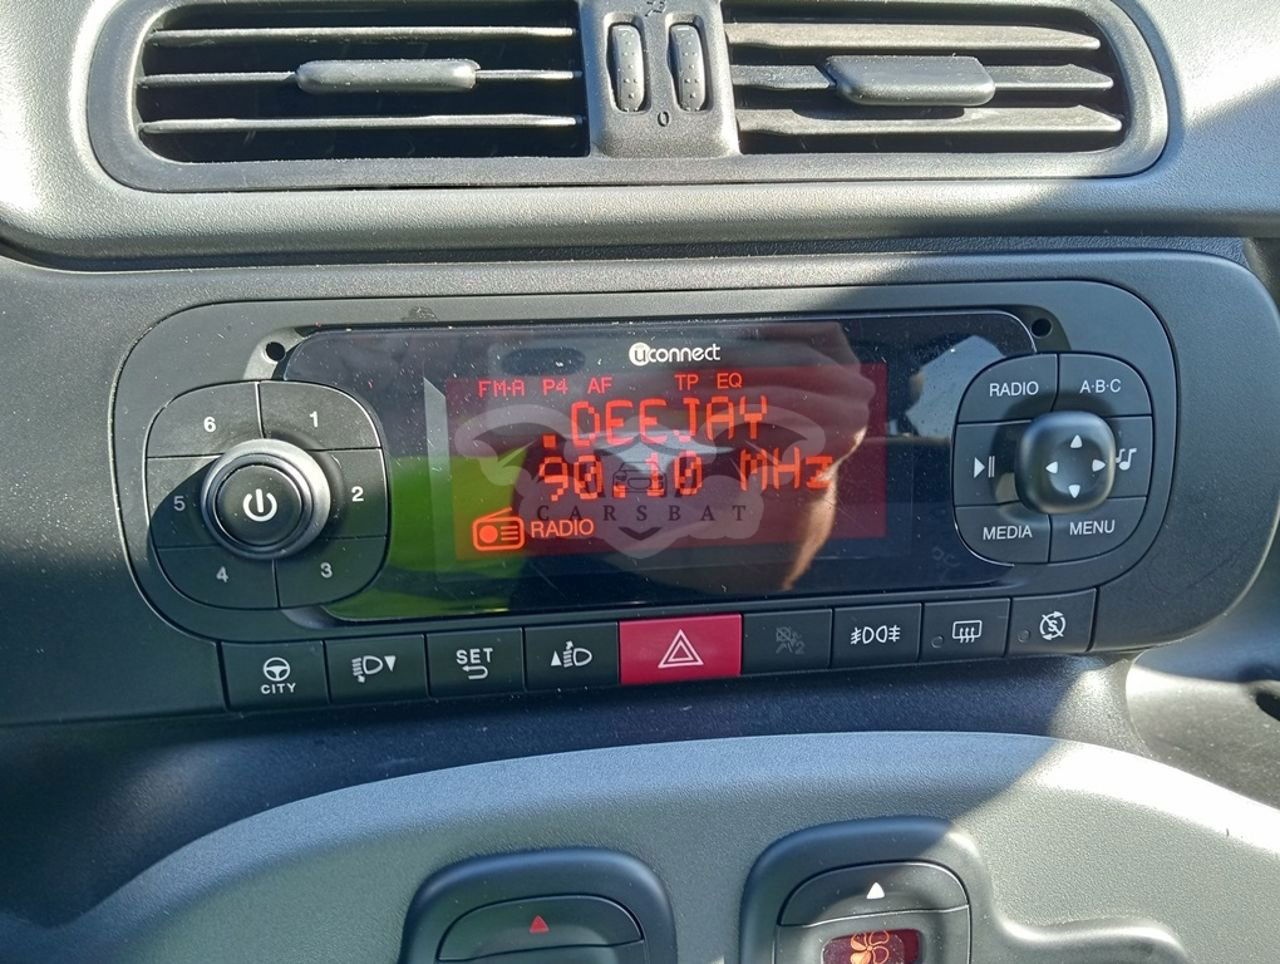 0
uconnect
FM-A P4 AF TP EQ
.DEEJAY
90.10 MHz
RADIO
CARSBAT
6
1
5
2
4
3
RADIO
A·B·C
MEDIA
MENU
CITY
SET